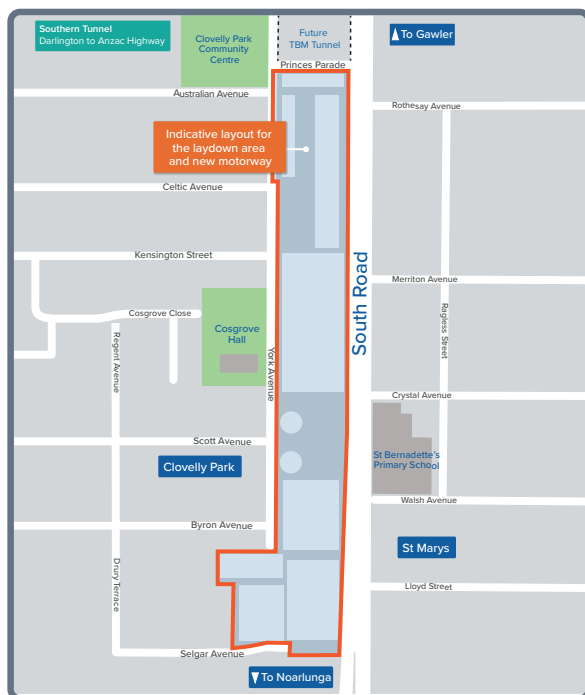 Southern Tunnel
Darlington to Anzac Highway
Clovelly Park
Community
Centre
Future
TBM Tunnel
To Gawler
Princes Parade
Australian Avenue
Rothesay Avenue
Indicative layout for
the laydown area
and new motorway
Celtic Avenue
Kensington Street
Merriton Avenue
South Road
Ragless Street
Cosgrove Close
Cosgrove
Hall
York Avenue
Regent Avenue
Crystal Avenue
Scott Avenue
St Bernadette's
Primary School
Clovelly Park
Walsh Avenue
Byron Avenue
St Marys
Drury Terrace
Lloyd Street
Selgar Avenue
To Noarlunga